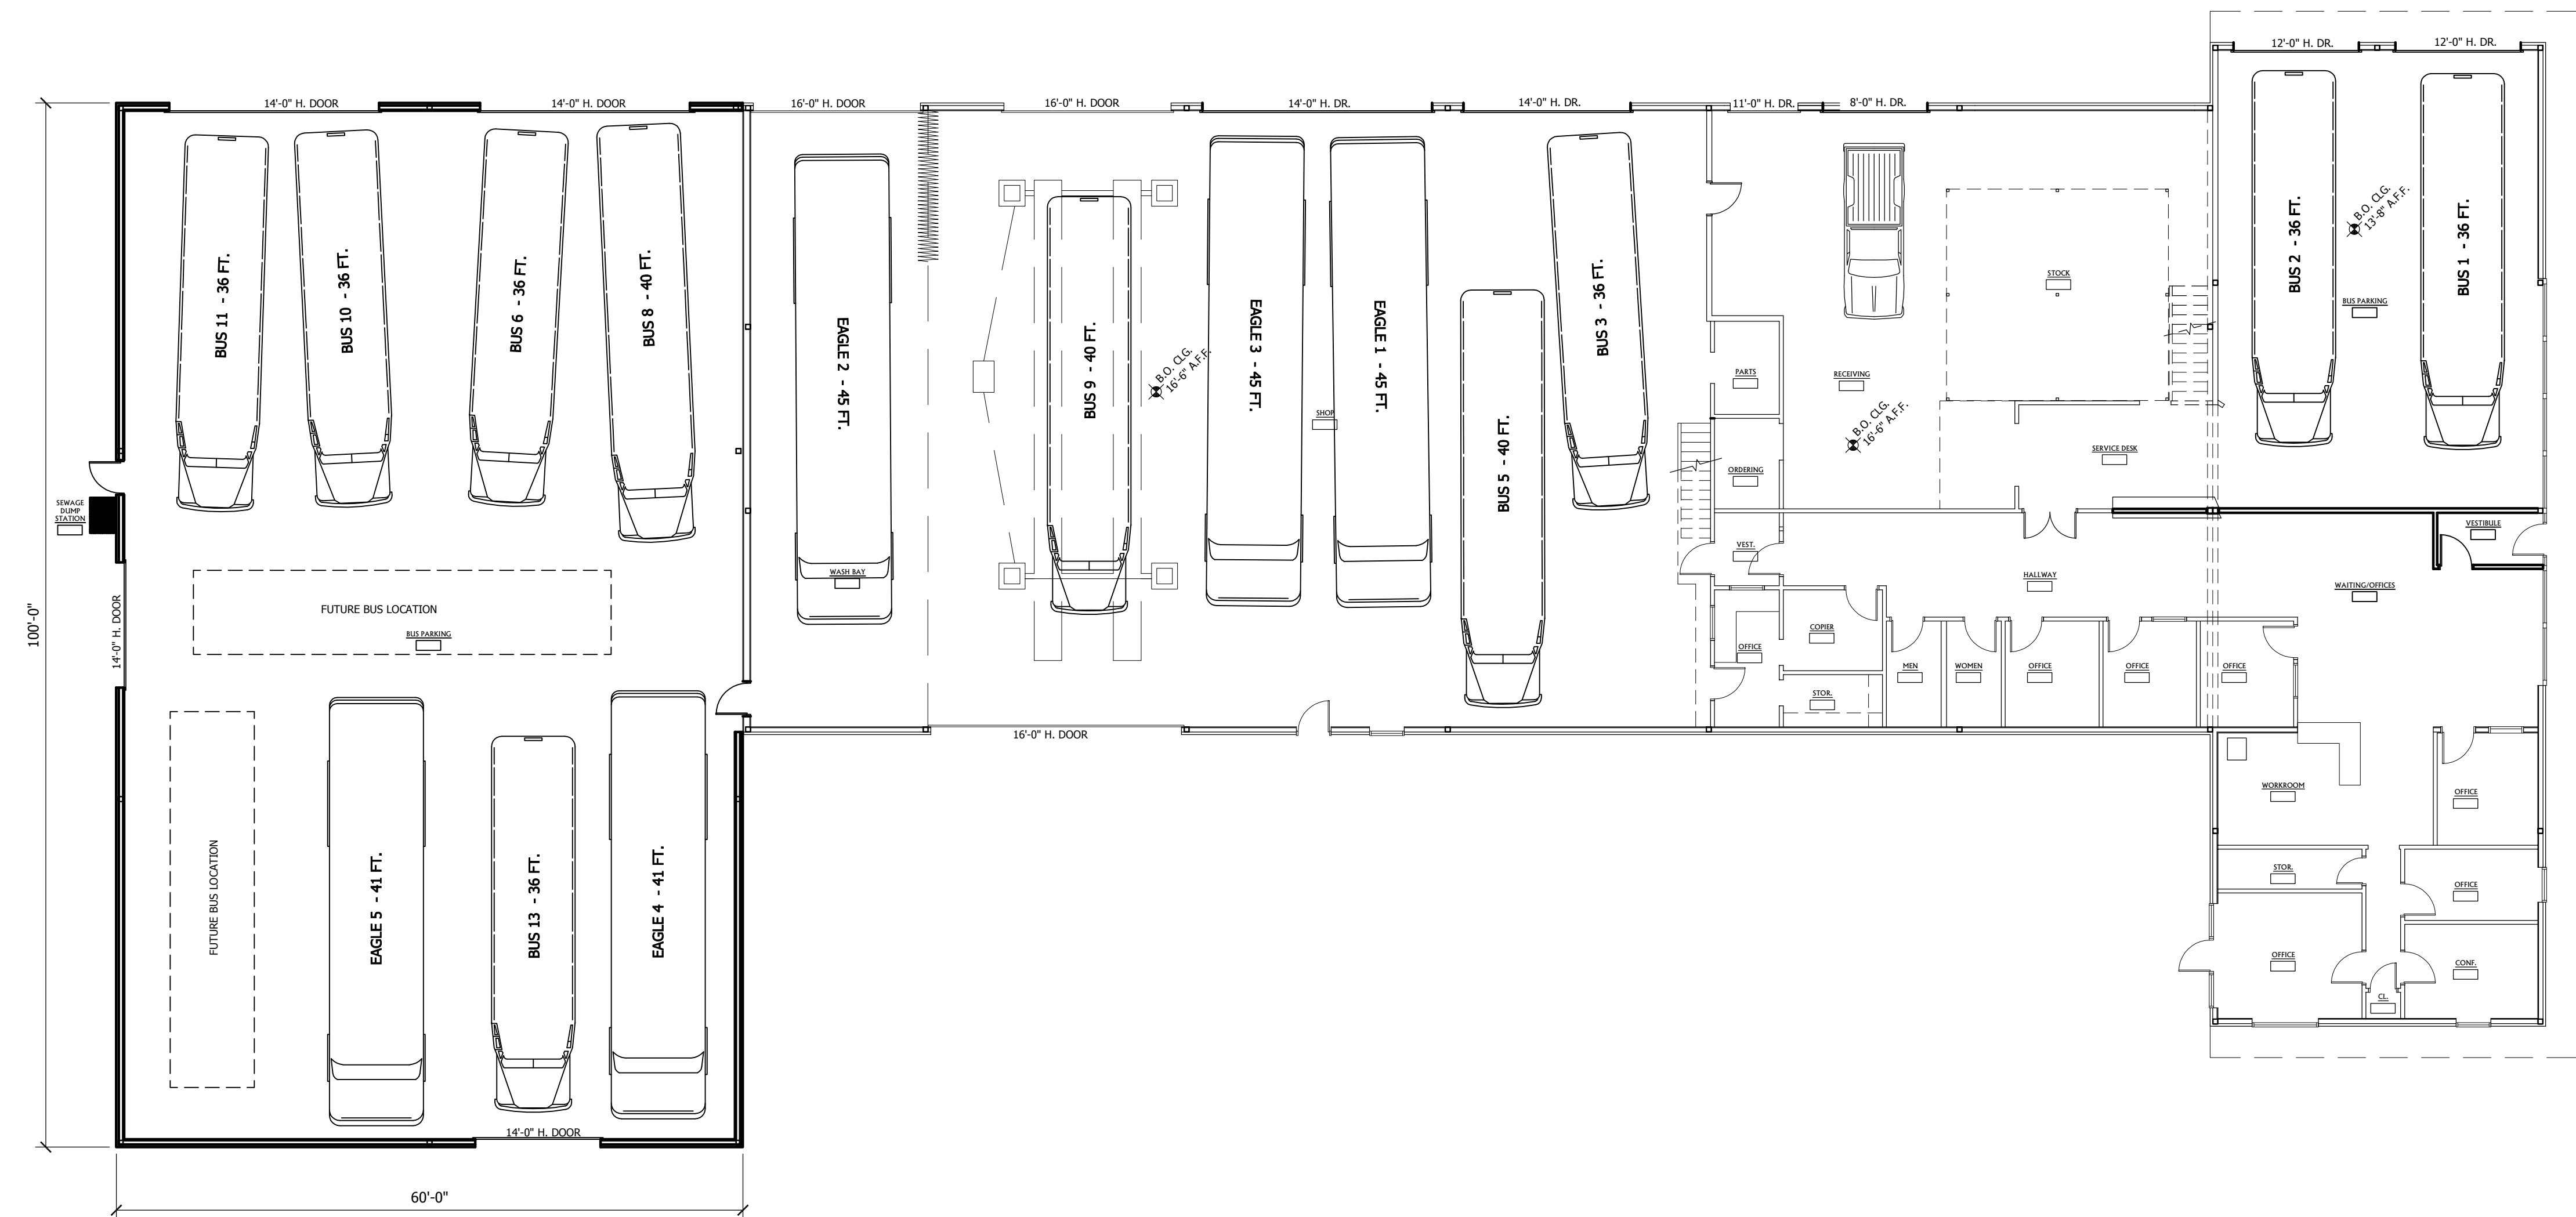 12'-0" H. DR.
12'-0" H. DR.
14'-0" H. DOOR
14'-0" H. DOOR
16'-0" H. DOOR
16'-0" H. DOOR
14'-0" H. DR.
14'-0" H. DR.
11'-0" H. DR.
8'-0" H. DR.
BUS 11 - 36 FT.
BUS 10 - 36 FT.
BUS 6 - 36 FT.
BUS 8 - 40 FT.
EAGLE 2 - 45 FT.
WASH BAY
BUS 9 - 40 FT.
B.O. CLG.
16'-6" A.F.F.
EAGLE 3 - 45 FT.
SHOP
EAGLE 1 - 45 FT.
BUS 5 - 40 FT.
BUS 3 - 36 FT.
PARTS
ORDERING
VEST.
RECEIVING
B.O. CLG.
16'-6" A.F.F.
STOCK
SERVICE DESK
BUS 2 - 36 FT.
B.O. CLG.
13'-8" A.F.F.
BUS PARKING
BUS 1 - 36 FT.
SEWAGE
DUMP
STATION
100'-0"
14'-0" H. DOOR
FUTURE BUS LOCATION
BUS PARKING
FUTURE BUS LOCATION
EAGLE 5 - 41 FT.
BUS 13 - 36 FT.
EAGLE 4 - 41 FT.
14'-0" H. DOOR
60'-0"
16'-0" H. DOOR
HALLWAY
VESTIBULE
WAITING/OFFICES
OFFICE
COPIER
STOR.
MEN
WOMEN
OFFICE
OFFICE
OFFICE
WORKROOM
OFFICE
STOR.
OFFICE
OFFICE
CONF.
CL.